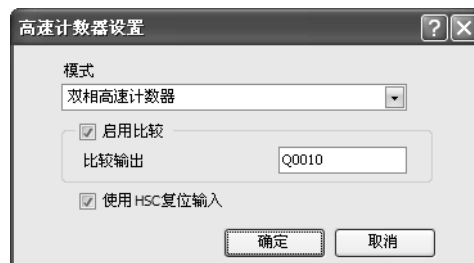 高速计数器设置
模式
双相高速计数器
启用比较
比较输出 Q0010
使用HSC复位输入
确定 取消